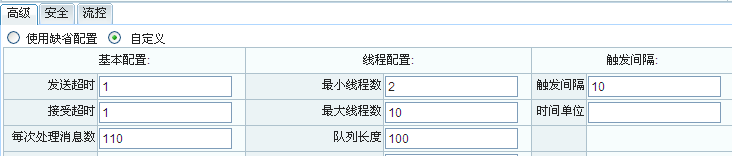 高级 安全 流控
使用缺省配置 自定义
基本配置: 线程配置: 触发间隔:
发送超时 1 最小线程数 2 触发间隔 10
接受超时 1 最大线程数 10 时间单位
每次处理消息数 110 队列长度 100